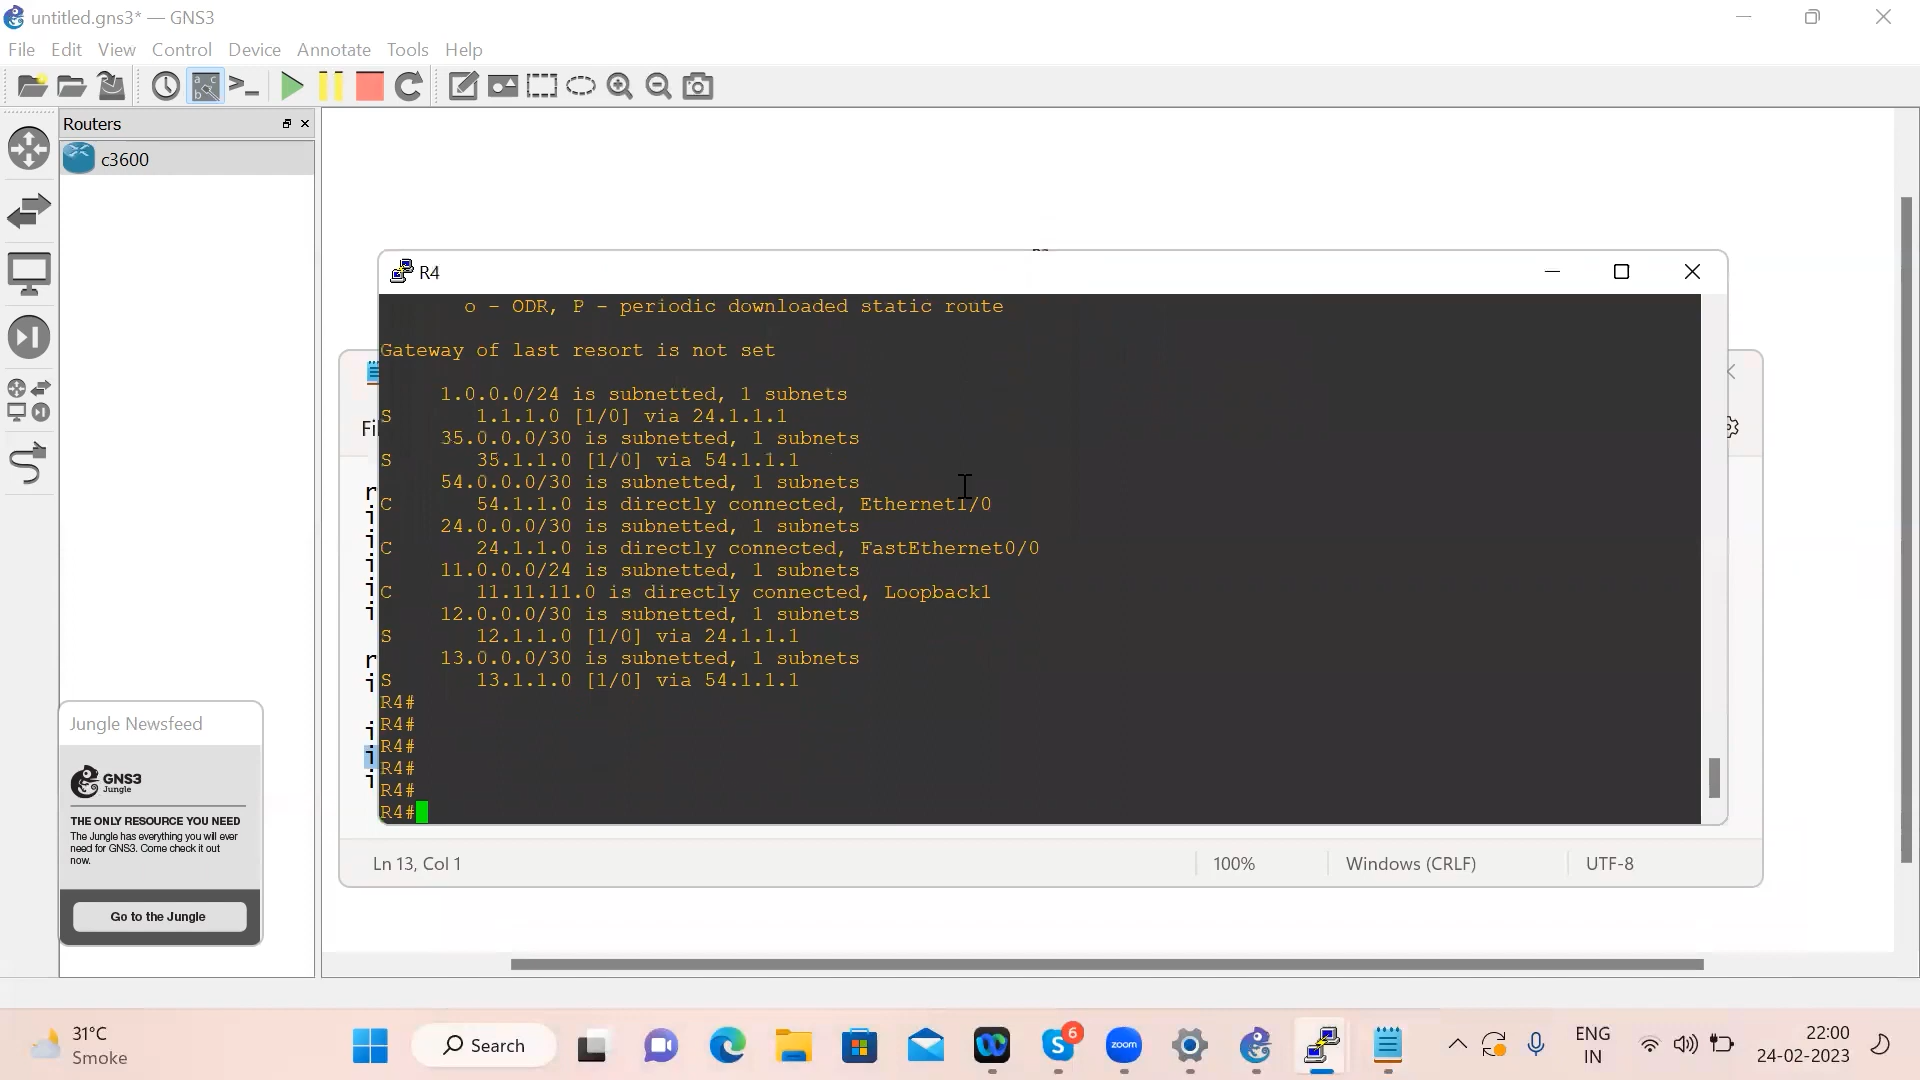 untitled.gns3* — GNS3
File Edit View Control Device Annotate Tools Help
Routers
c3600
R4
o - ODR, P - periodic downloaded static route
Gateway of last resort is not set
1.0.0.0/24 is subnetted, 1 subnets
S 1.1.1.0 [1/0] via 24.1.1.1
35.0.0.0/30 is subnetted, 1 subnets
S 35.1.1.0 [1/0] via 54.1.1.1
54.0.0.0/30 is subnetted, 1 subnets
C 54.1.1.0 is directly connected, Ethernet1/0
24.0.0.0/30 is subnetted, 1 subnets
C 24.1.1.0 is directly connected, FastEthernet0/0
11.0.0.0/24 is subnetted, 1 subnets
C 11.11.11.0 is directly connected, Loopback1
12.0.0.0/30 is subnetted, 1 subnets
S 12.1.1.0 [1/0] via 24.1.1.1
13.0.0.0/30 is subnetted, 1 subnets
S 13.1.1.0 [1/0] via 54.1.1.1
R4#
R4#
R4#
R4#
R4#
R4#
Ln 13, Col 1 100% Windows (CRLF) UTF-8
Jungle Newsfeed
GNS3
Jungle
THE ONLY RESOURCE YOU NEED
The Jungle has everything you will ever
need for GNS3. Come check it out
now.
Go to the Jungle
31°C
Smoke
Search
6
zoom
ENG
IN
22:00
24-02-2023